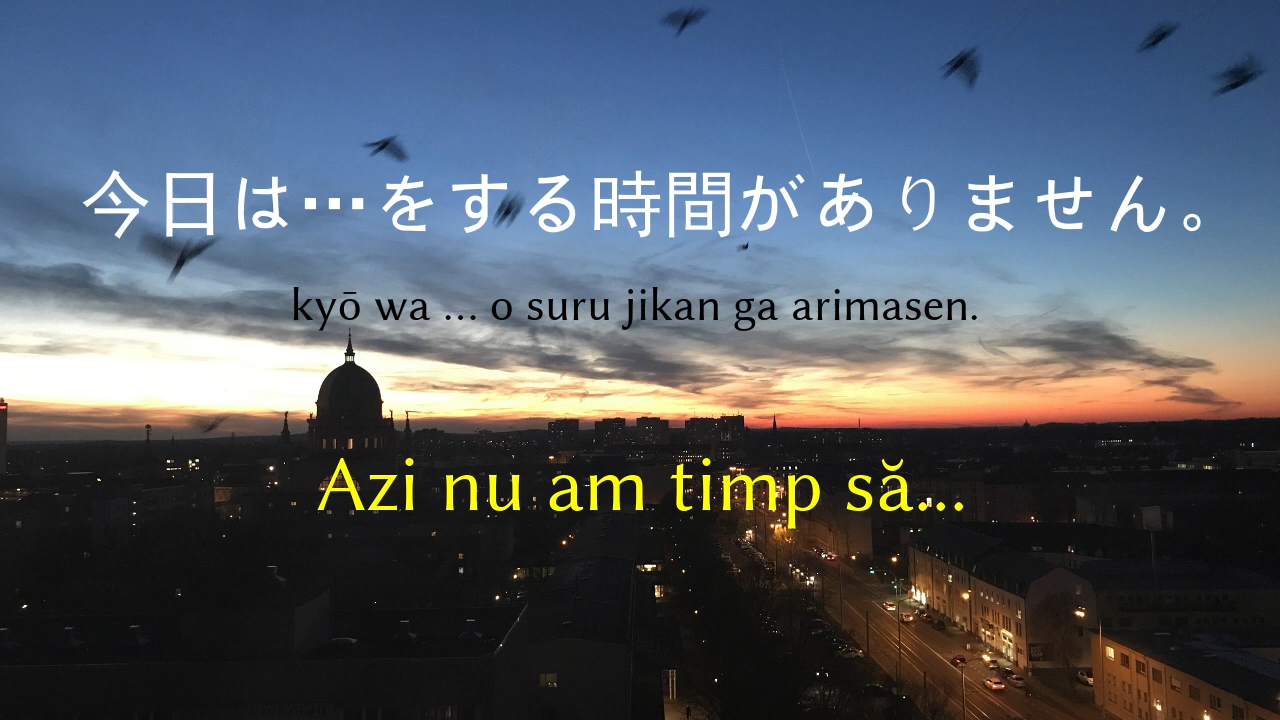 今日は…をする時間がありません。
kyō wa ... o suru jikan ga arimasen.
Azi nu am timp să...